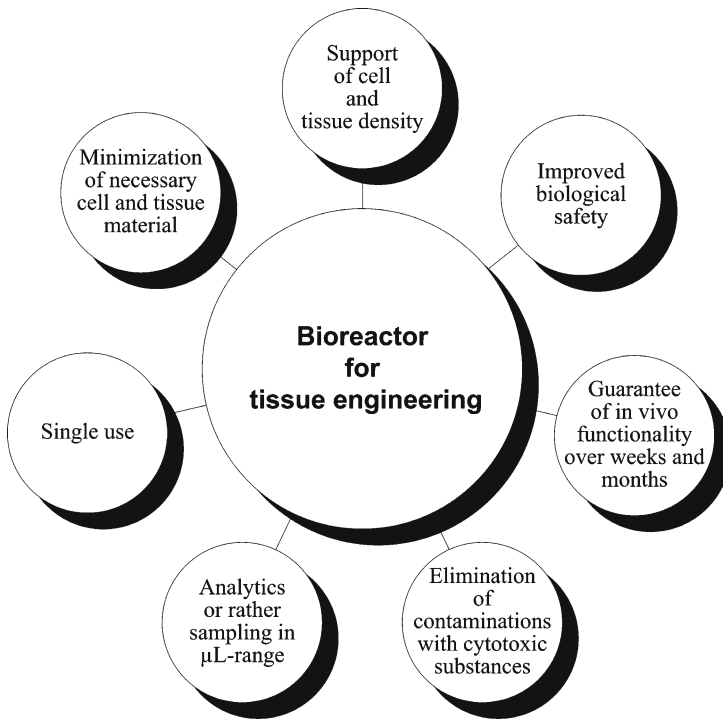 Support
of cell
and
tissue density
Improved
biological
safety
Guarantee
of in vivo
functionality
over weeks and
months
Elimination
of
contaminations
with cytotoxic
substances
Analytics
or rather
sampling in
µL-range
Single use
Minimization
of necessary
cell and tissue
material
Bioreactor
for
tissue engineering